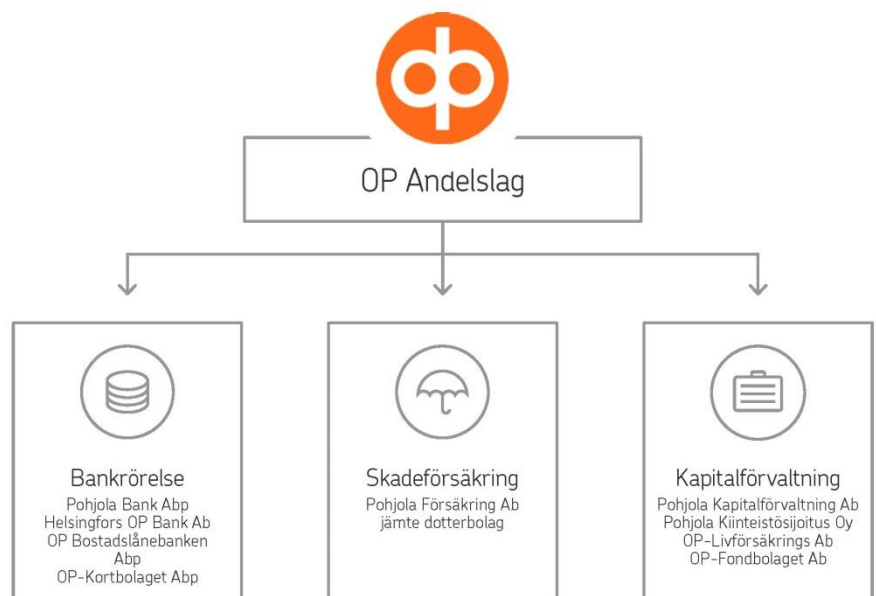 op
OP Andelslag
Bankrörelse
Pohjola Bank Abp
Helsingfors OP Bank Ab
OP Bostadslånebanken
Abp
OP-Kortbolaget Abp
Skadeförsäkring
Pohjola Försäkring Ab
jämte dotterbolag
Kapitalförvaltning
Pohjola Kapitalförvaltning Ab
Pohjola Kiinteistösijoitus Oy
OP-Livförsäkrings Ab
OP-Fondbolaget Ab